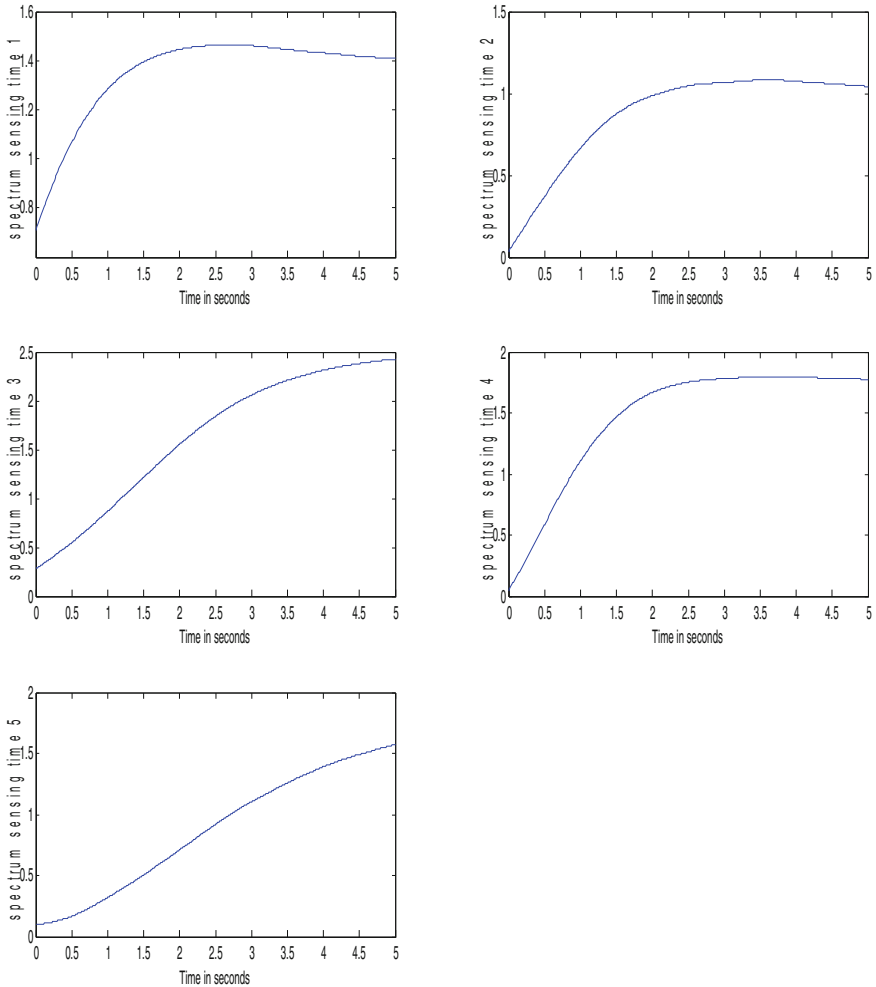 1.6
1.4
1.2
1
0.8
spectrum sensing time 1
0 0.5 1 1.5 2 2.5 3 3.5 4 4.5 5
Time in seconds
1.5
1
0.5
0
spectrum sensing time 2
0 0.5 1 1.5 2 2.5 3 3.5 4 4.5 5
Time in seconds
2.5
2
1.5
1
0.5
0
spectrum sensing time 3
0 0.5 1 1.5 2 2.5 3 3.5 4 4.5 5
Time in seconds
2
1.5
1
0.5
0
spectrum sensing time 4
0 0.5 1 1.5 2 2.5 3 3.5 4 4.5 5
Time in seconds
2
1.5
1
0.5
0
spectrum sensing time 5
0 0.5 1 1.5 2 2.5 3 3.5 4 4.5 5
Time in seconds